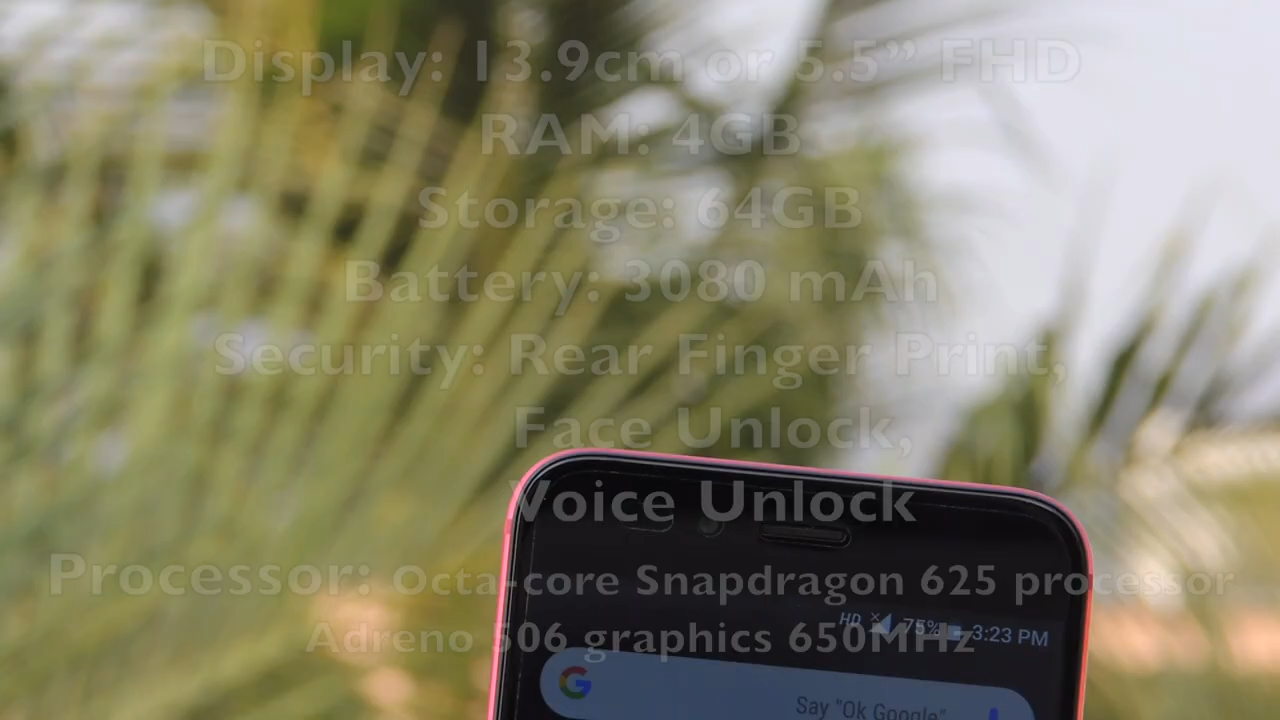 Display: 13.9cm or 5.5” FHD
RAM: 4GB
Storage: 64GB
Battery: 3080 mAh
Security: Rear Finger Print,
Face Unlock,
Voice Unlock
Processor: Octa-core Snapdragon 625 processor
HD 75% 3:23 PM
Adreno 506 graphics 650MHz
G Say "Ok Google"